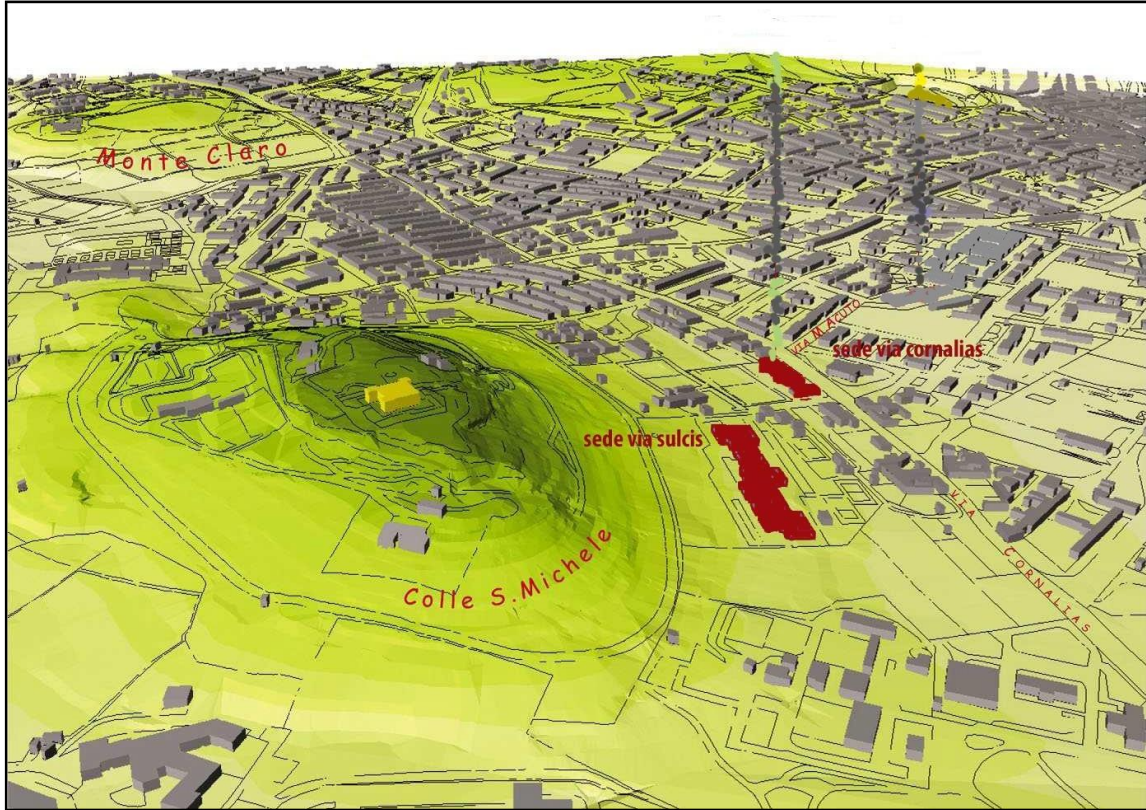 Monte Claro
VIA M. ACUTO
sede via cornalias
sede via sulcis
Colle S. Michele
VIA CORNALIAS